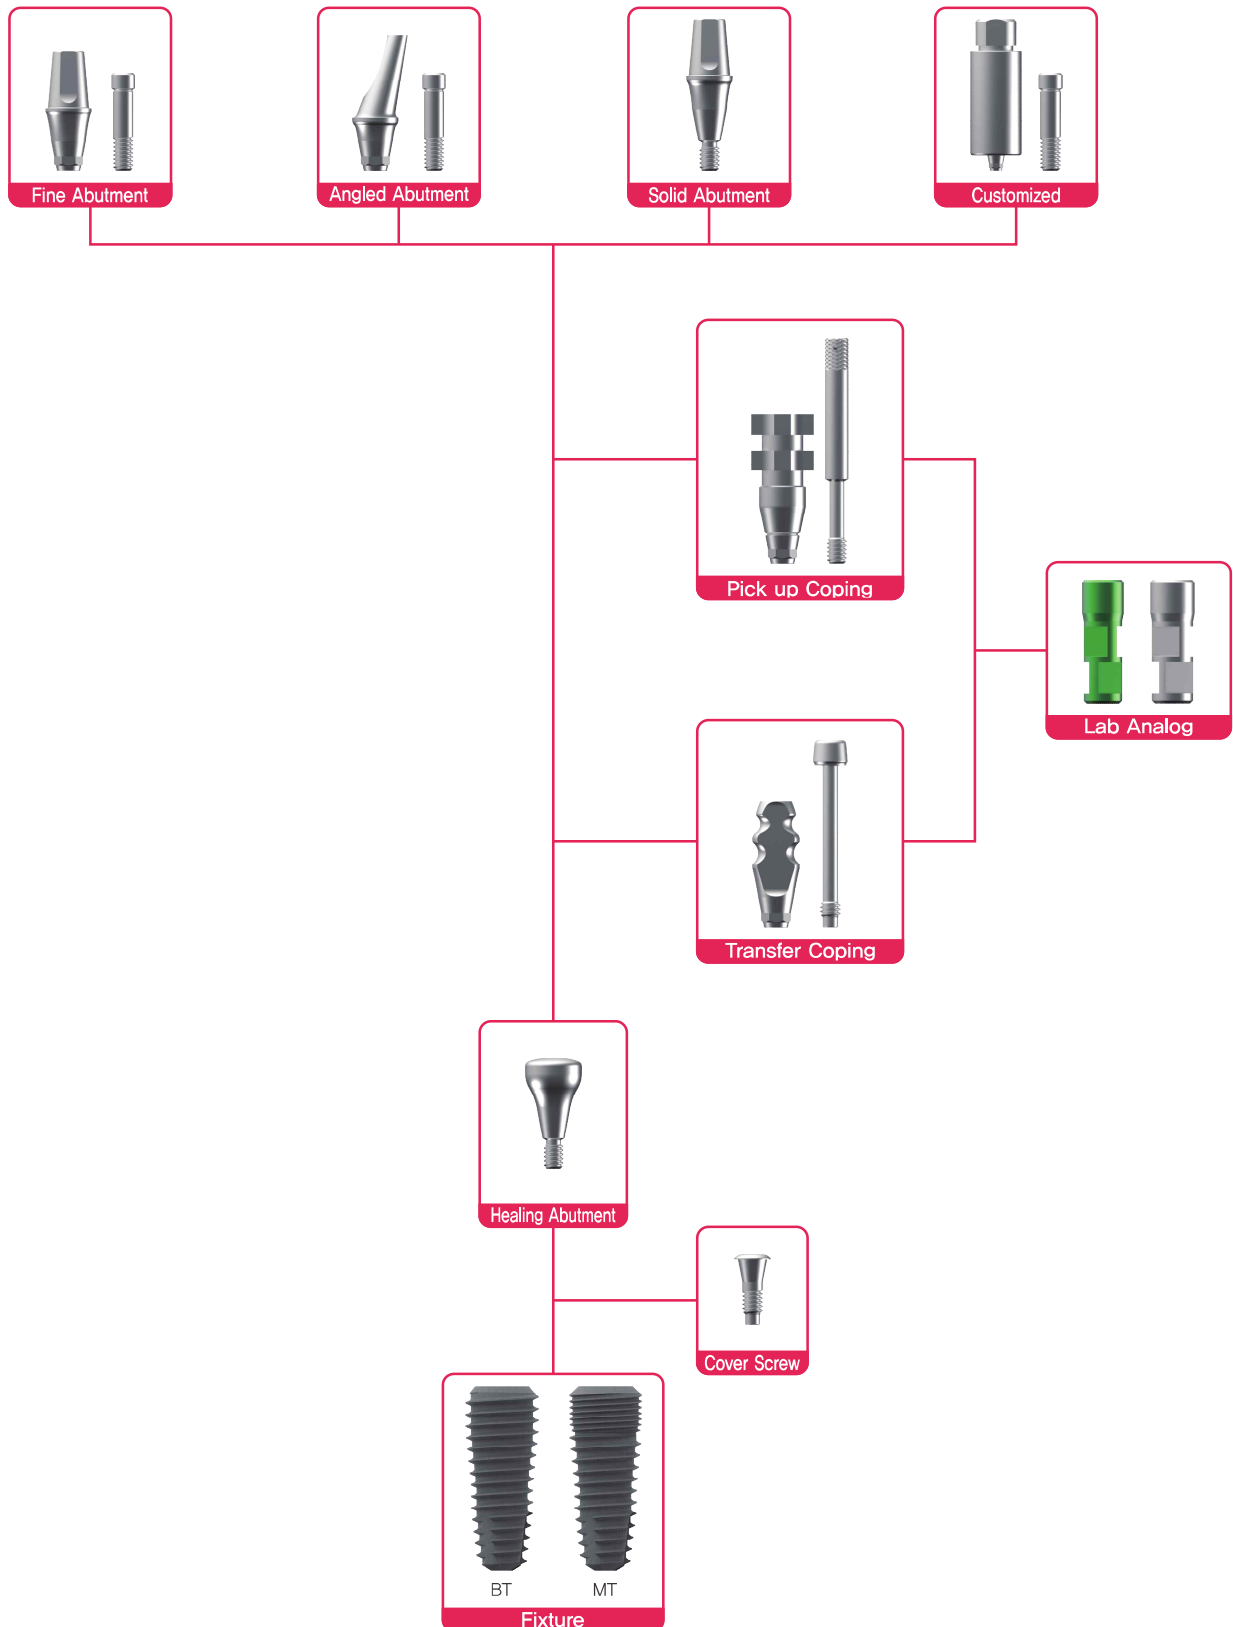 Fine Abutment
Angled Abutment
Solid Abutment
Customized
Pick up Coping
Lab Analog
Transfer Coping
Healing Abutment
Cover Screw
BT
MT
Fixture